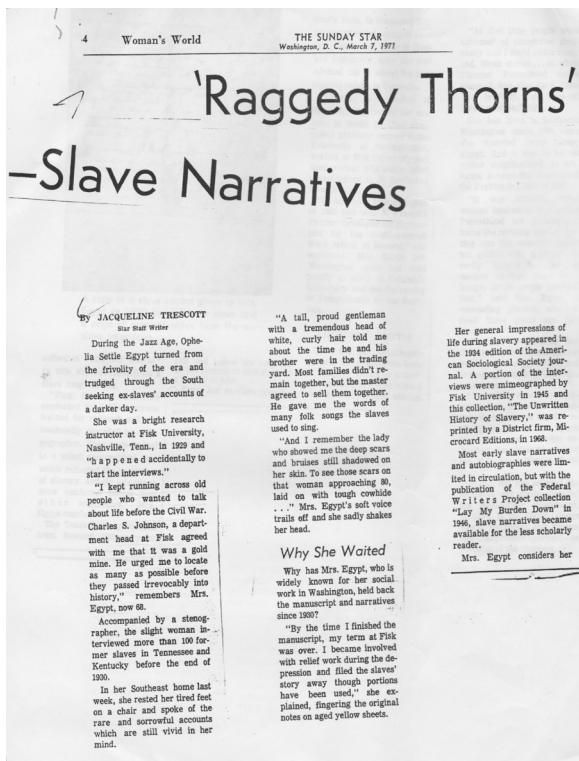 4 Woman's World THE SUNDAY STAR
Washington, D. C., March 7, 1971
'Raggedy Thorns'
—Slave Narratives
By JACQUELINE TRESCOTT
Star Staff Writer
During the Jazz Age, Ophe-
lia Settle Egypt turned from
the frivolity of the era and
trudged through the South
seeking ex-slaves' accounts of
a darker day.
She was a bright research
instructor at Fisk University,
Nashville, Tenn., in 1929 and
"happened accidentally to
start the interviews."
"I kept running across old
people who wanted to talk
about life before the Civil War.
Charles S. Johnson, a depart-
ment head at Fisk agreed
with me that it was a gold
mine. He urged me to locate
as many as possible before
they passed irrevocably into
history," remembers Mrs.
Egypt, now 68.
Accompanied by a stenog-
rapher, the slight woman in-
terviewed more than 100 for-
mer slaves in Tennessee and
Kentucky before the end of
1930.
In her Southeast home last
week, she rested her tired feet
on a chair and spoke of the
rare and sorrowful accounts
which are still vivid in her
mind.
"A tall, proud gentleman
with a tremendous head of
white, curly hair told me
about the time he and his
brother were in the trading
yard. Most families didn't re-
main together, but the master
agreed to sell them together.
He gave me the words of
many folk songs the slaves
used to sing.
"And I remember the lady
who showed me the deep scars
and bruises still shadowed on
her skin. To see those scars on
that woman approaching 80,
laid on with tough cowhide
. . ." Mrs. Egypt's soft voice
trails off and she sadly shakes
her head.
Why She Waited
Why has Mrs. Egypt, who is
widely known for her social
work in Washington, held back
the manuscript and narratives
since 1930?
"By the time I finished the
manuscript, my term at Fisk
was over. I became involved
with relief work during the de-
pression and filed the slaves'
story away though portions
have been used," she ex-
plained, fingering the original
notes on aged yellow sheets.
Her general impressions of
life during slavery appeared in
the 1934 edition of the Ameri-
can Sociological Society jour-
nal. A portion of the inter-
views were mimeographed by
Fisk University in 1945 and
this collection, "The Unwritten
History of Slavery," was re-
printed by a District firm, Mi-
crocard Editions, in 1968.
Most early slave narratives
and autobiographies were lim-
ited in circulation, but with the
publication of the Federal
Writers Project collection
"Lay My Burden Down" in
1946, slave narratives became
available for the less scholarly
reader.
Mrs. Egypt considers her